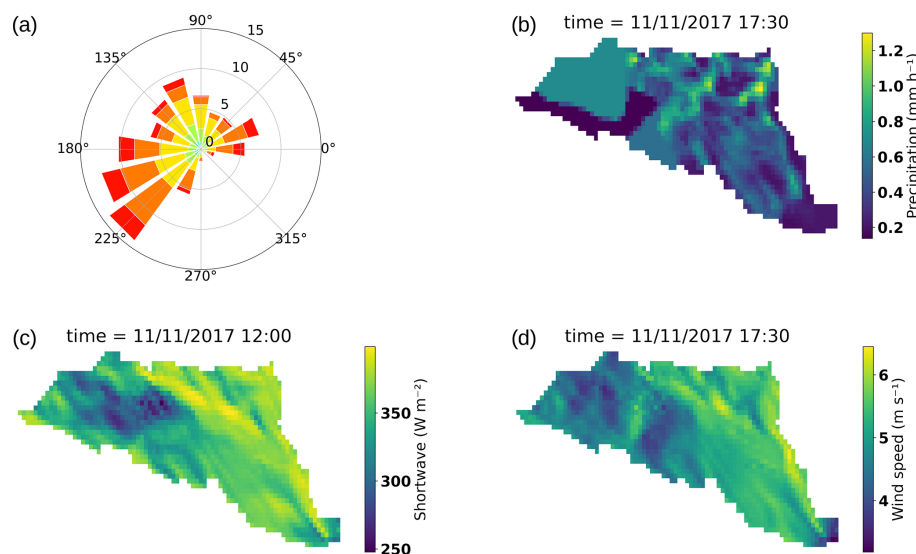 (a)
90°
15
135°
45°
10
5
0
180°
0°
225°
315°
270°
(b)
time = 11/11/2017 17:30
1.2
1.0
0.8
0.6
0.4
0.2
Precipitation (mm h⁻¹)
(c)
time = 11/11/2017 12:00
350
300
250
Shortwave (W m⁻²)
(d)
time = 11/11/2017 17:30
6
5
4
Wind speed (m s⁻¹)